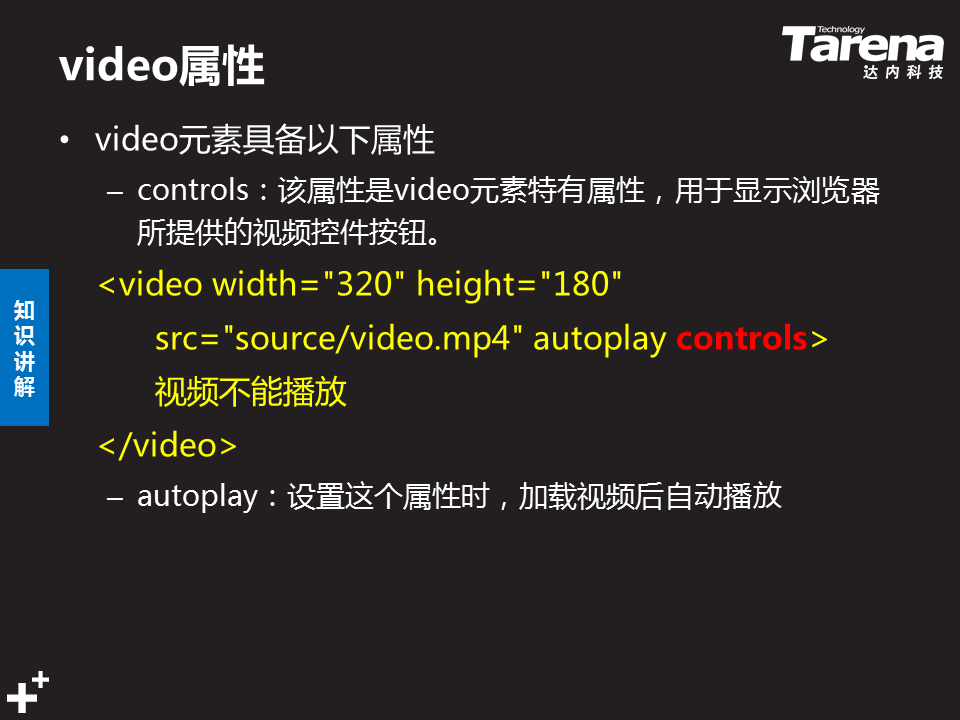 video属性
Technology
Tarena
达内科技
• video元素具备以下属性
– controls：该属性是video元素特有属性，用于显示浏览器
所提供的视频控件按钮。
<video width="320" height="180"
src="source/video.mp4" autoplay controls>
视频不能播放
</video>
– autoplay：设置这个属性时，加载视频后自动播放
知
识
讲
解